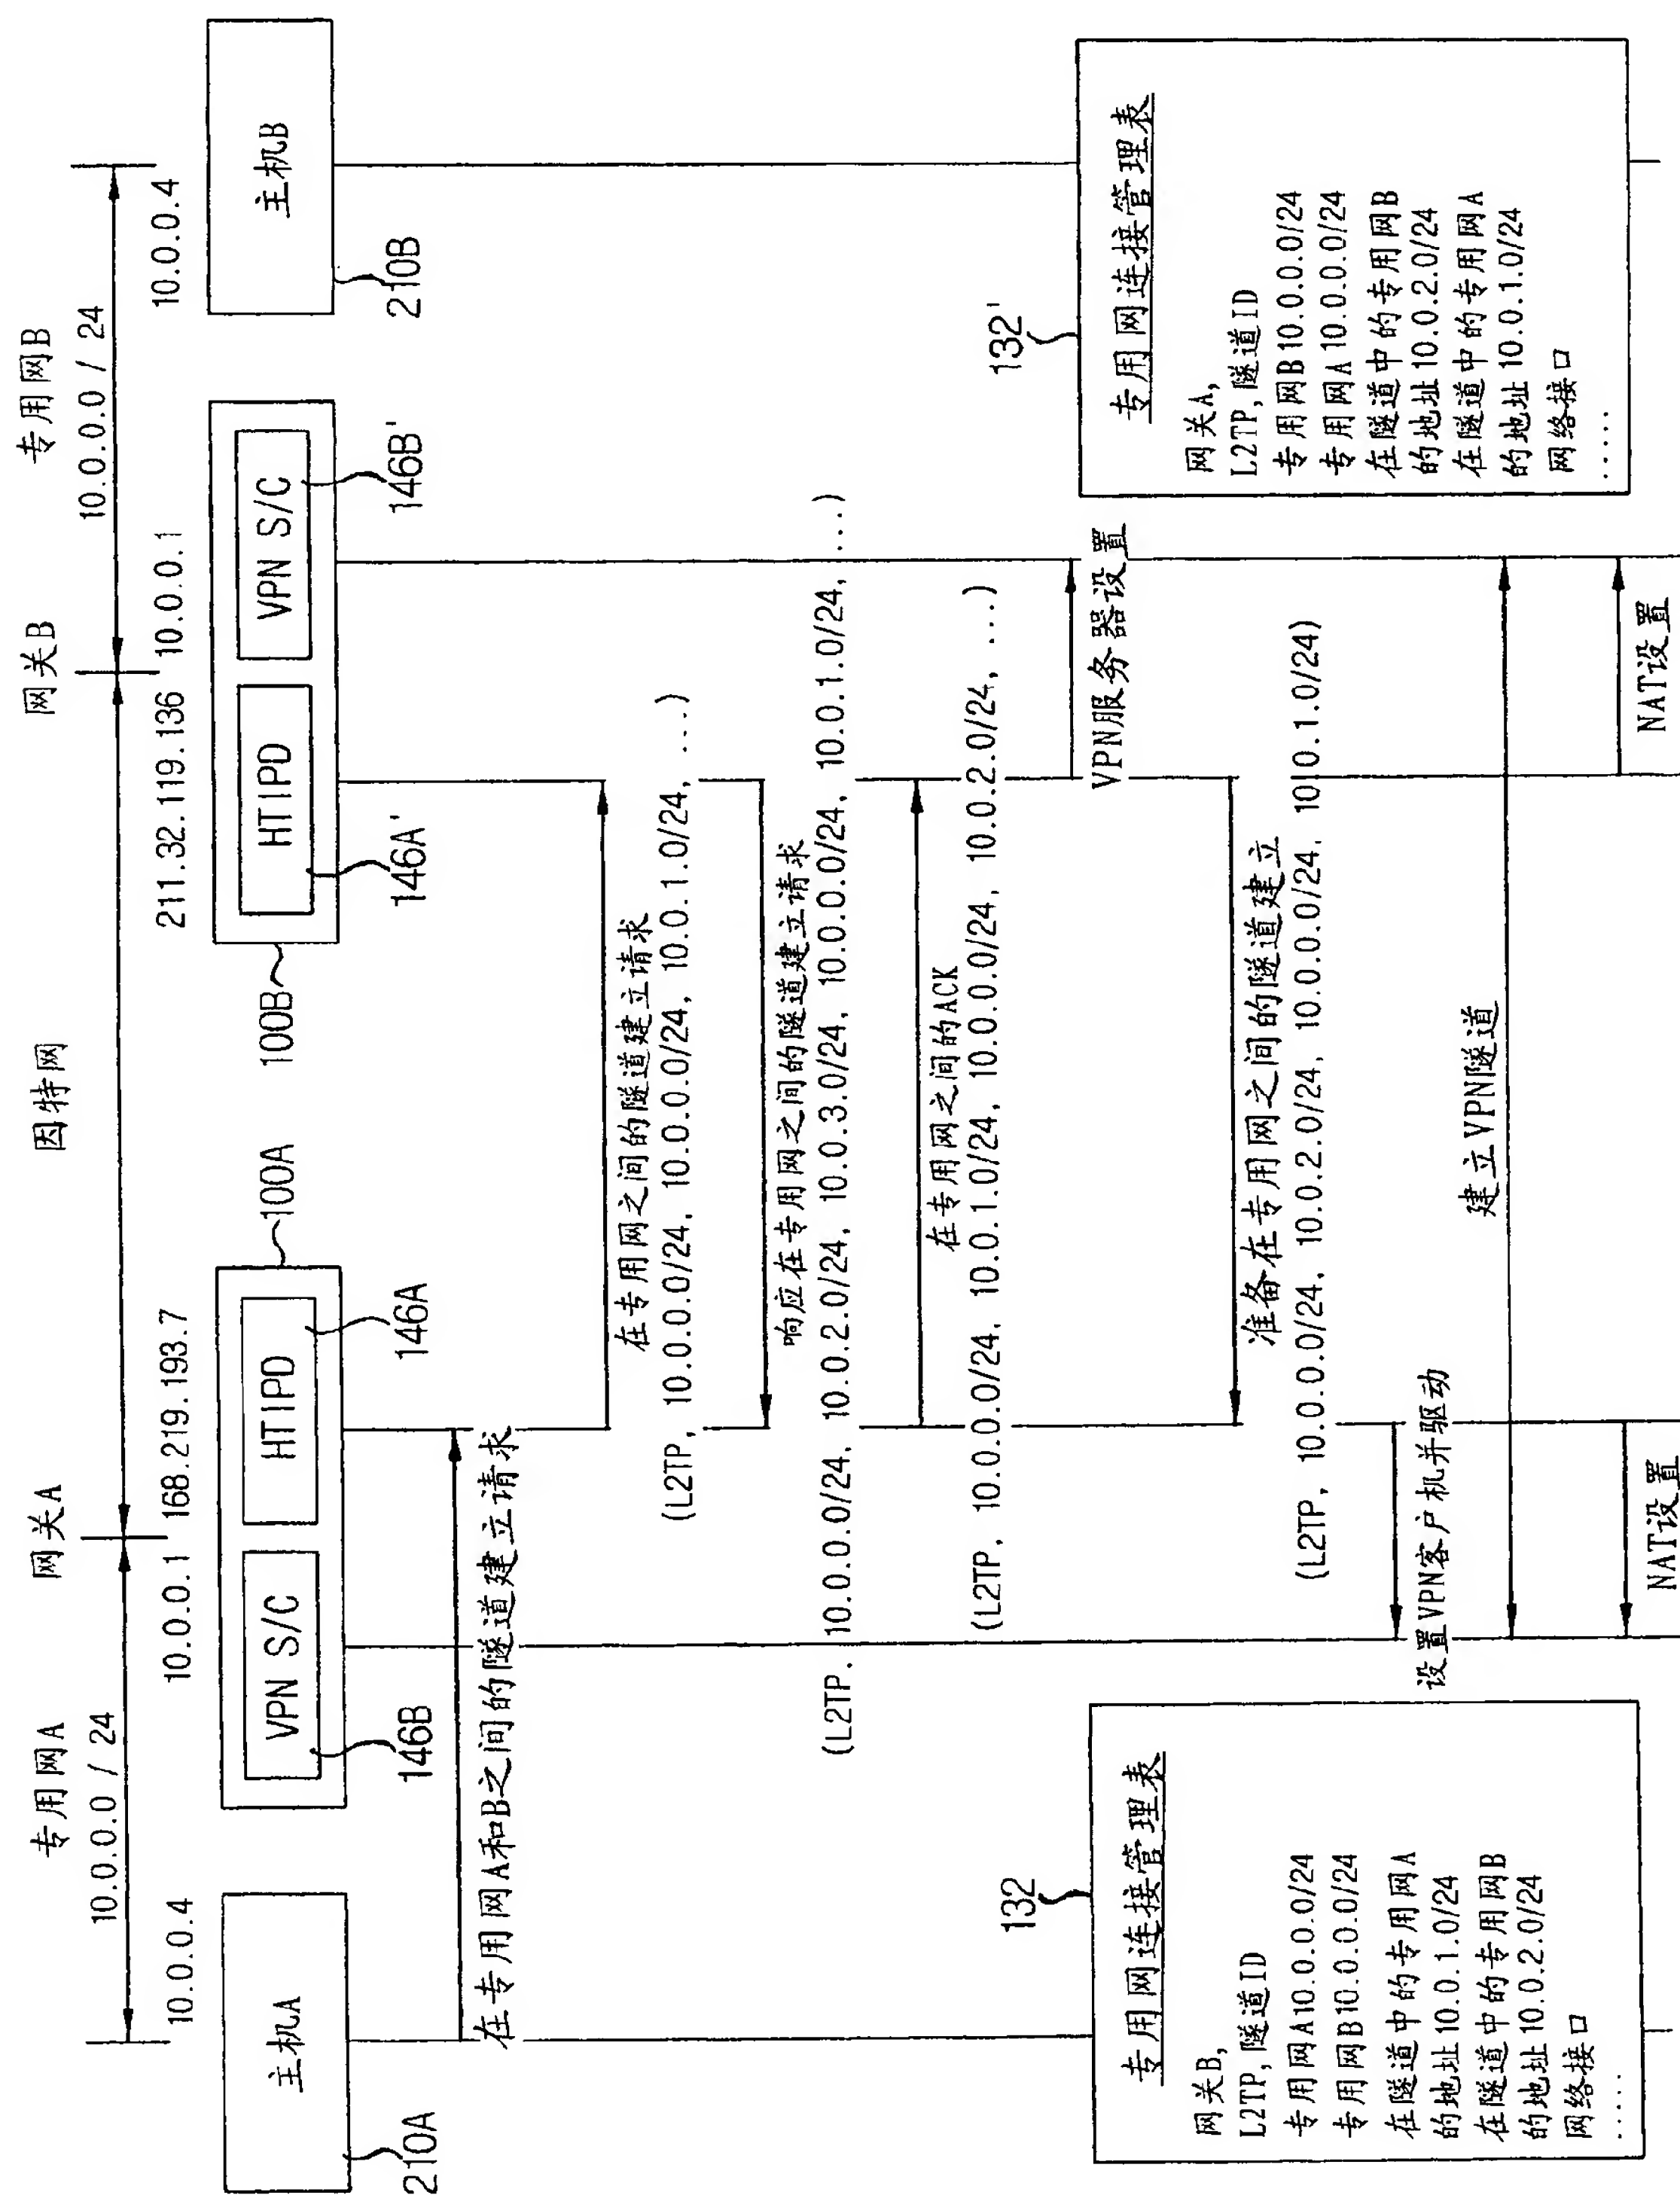 专用网A
网关A
因特网
网关B
专用网B
10.0.0.0 / 24
10.0.0.0 / 24
10.0.0.4
10.0.0.1
168.219.193.7
211.32.119.136
10.0.0.1
10.0.0.4
主机A
VPN S/C
HTIPD
HTIPD
VPN S/C
主机B
210A
146B
146A
100A
100B
146A'
146B'
210B
在专用网A和B之间的隧道建立请求
在专用网之间的隧道建立请求
(L2TP, 10.0.0.0/24, 10.0.0.0/24, 10.0.1.0/24, ...)
响应在专用网之间的隧道建立请求
(L2TP. 10.0.0.0/24, 10.0.2.0/24, 10.0.3.0/24, 10.0.0.0/24, 10.0.1.0/24, ...)
在专用网之间的ACK
(L2TP, 10.0.0.0/24, 10.0.1.0/24, 10.0.0.0/24, 10.0.2.0/24, ...)
VPN服务器设置
准备在专用网之间的隧道建立
(L2TP, 10.0.0.0/24, 10.0.2.0/24, 10.0.0.0/24, 10.0.1.0/24)
设置VPN客户机并驱动
建立VPN隧道
NAT设置
NAT设置
132
专用网连接管理表
网关B,
L2TP,隧道ID
专用网A10.0.0.0/24
专用网B10.0.0.0/24
在隧道中的专用网A
的地址10.0.1.0/24
在隧道中的专用网B
的地址10.0.2.0/24
网络接口
.....
132'
专用网连接管理表
网关A,
L2TP,隧道ID
专用网B10.0.0.0/24
专用网A10.0.0.0/24
在隧道中的专用网B
的地址10.0.2.0/24
在隧道中的专用网A
的地址10.0.1.0/24
网络接口
.....